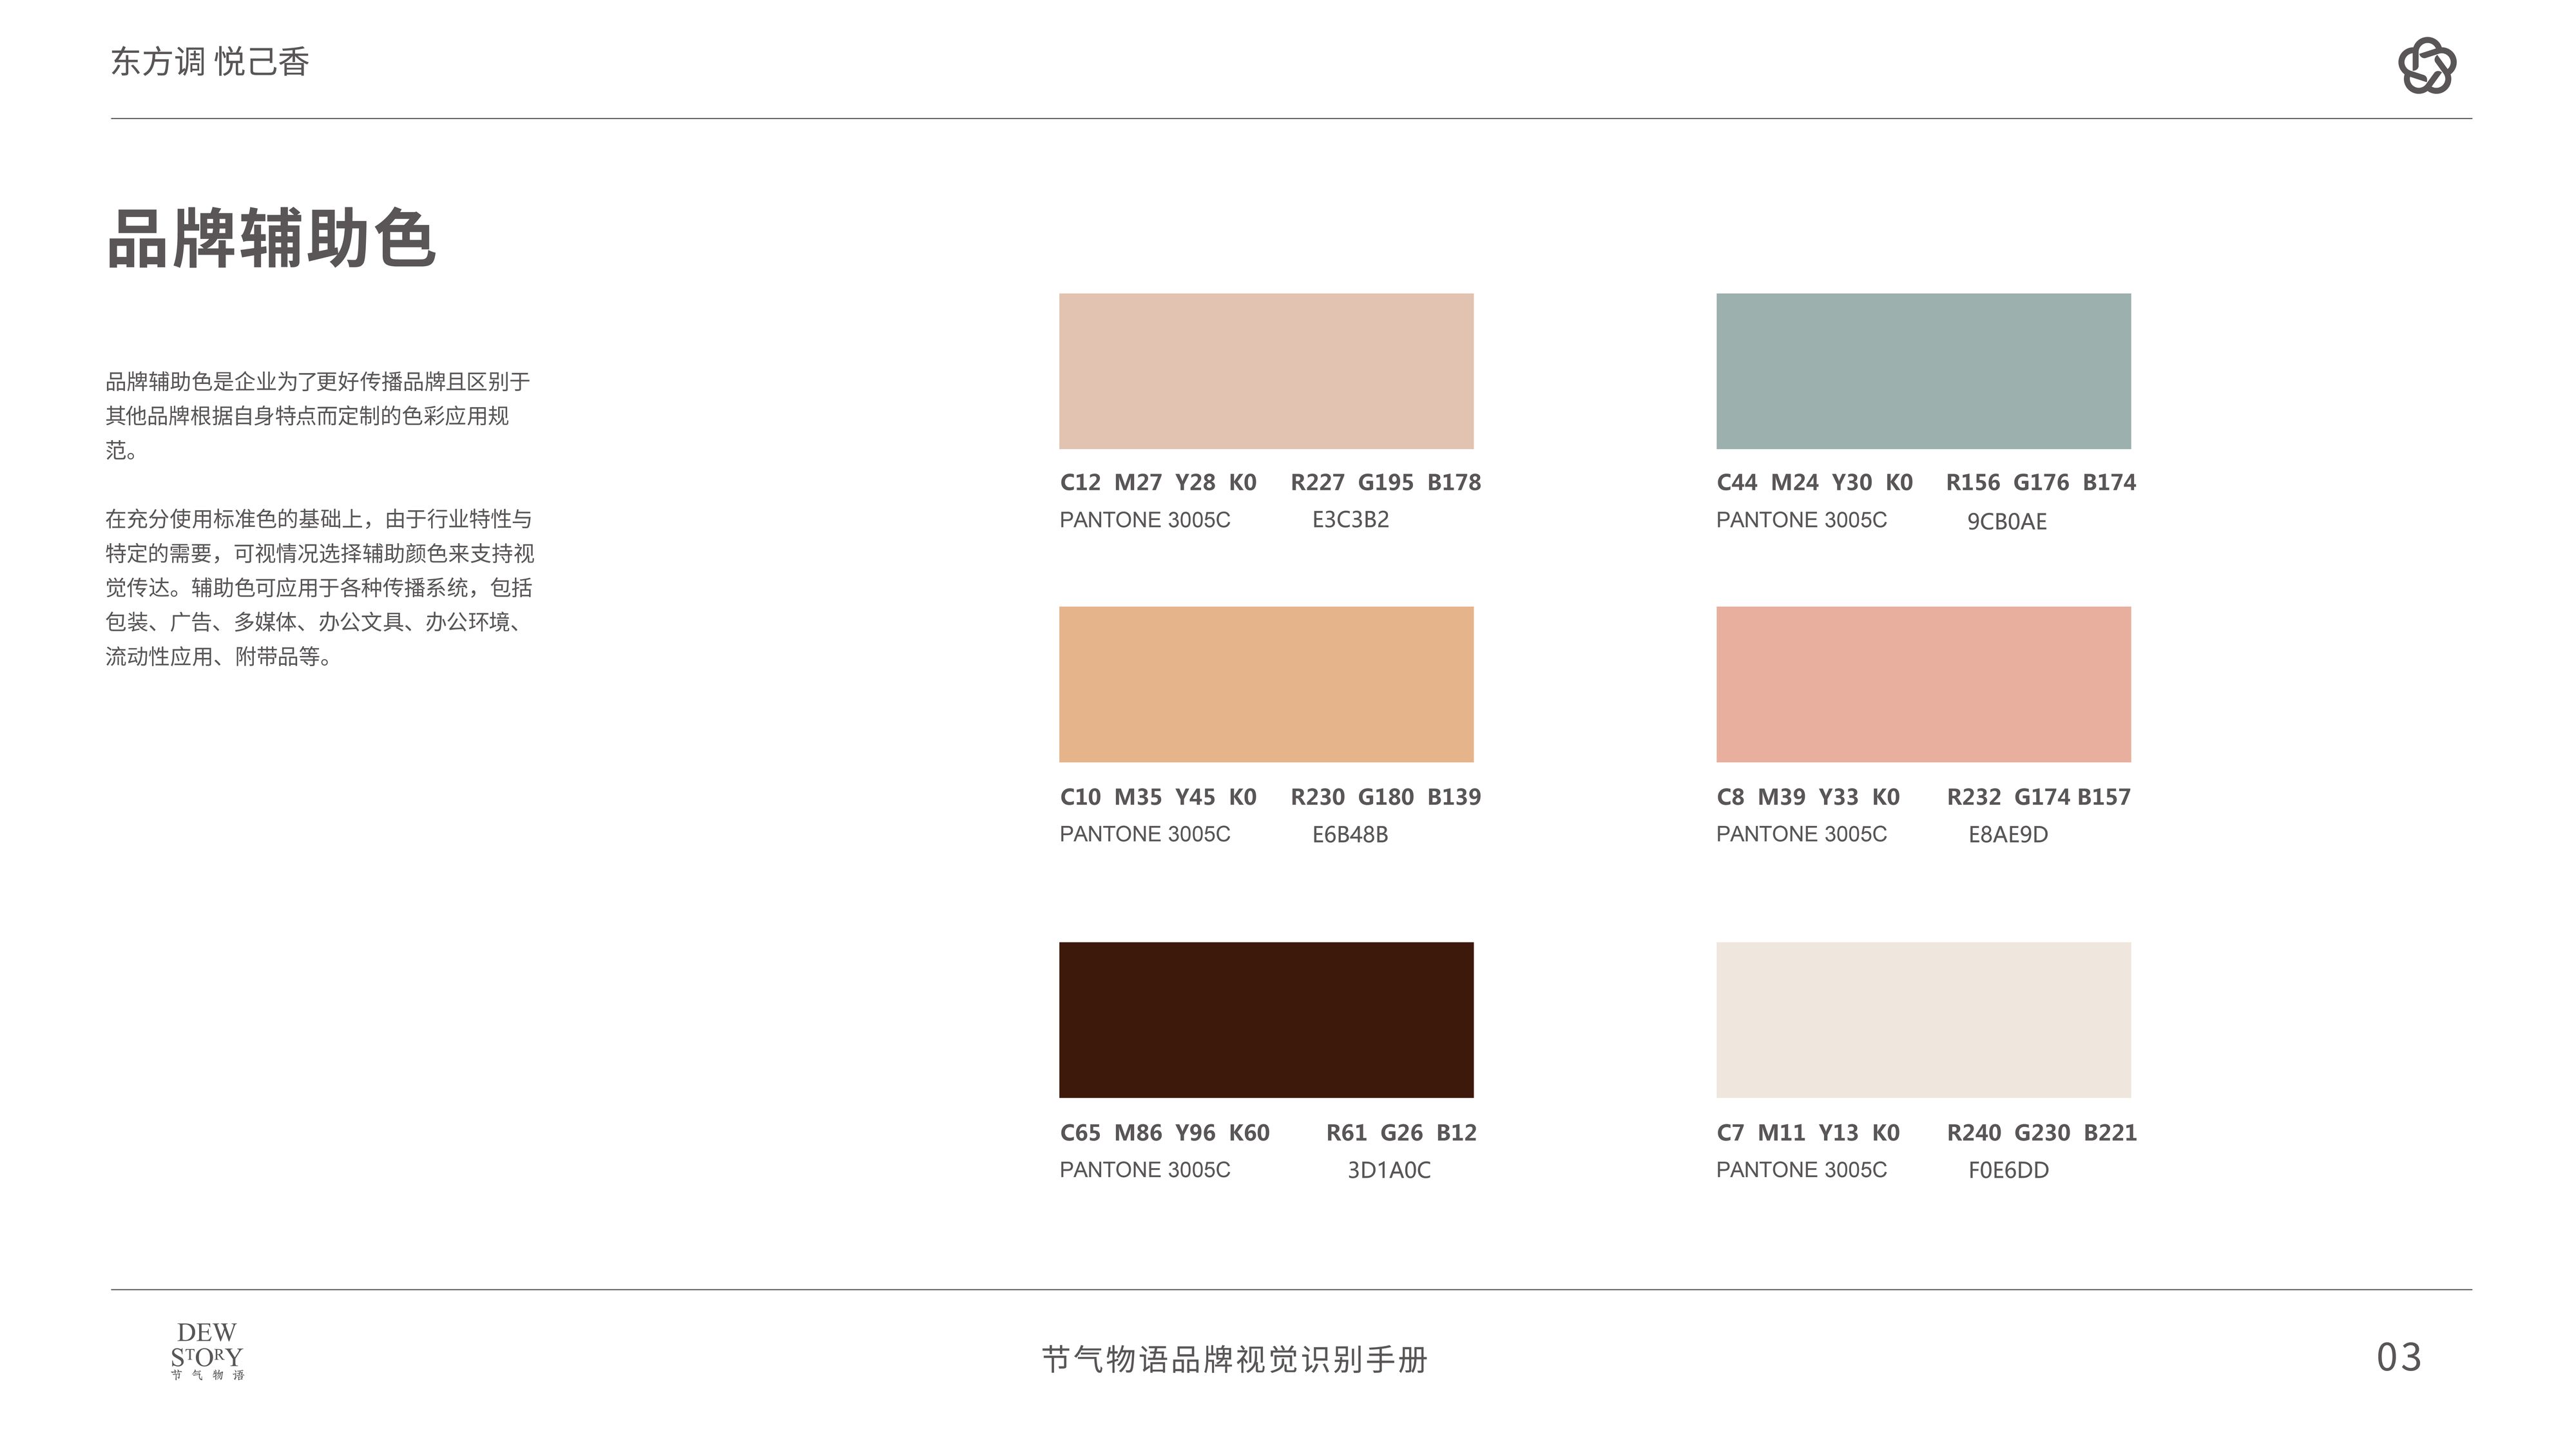 东方调 悦己香
品牌辅助色
品牌辅助色是企业为了更好传播品牌且区别于
其他品牌根据自身特点而定制的色彩应用规
范。
在充分使用标准色的基础上，由于行业特性与
特定的需要，可视情况选择辅助颜色来支持视
觉传达。辅助色可应用于各种传播系统，包括
包装、广告、多媒体、办公文具、办公环境、
流动性应用、附带品等。
C12 M27 Y28 K0 R227 G195 B178
PANTONE 3005C E3C3B2
C44 M24 Y30 K0 R156 G176 B174
PANTONE 3005C 9CB0AE
C10 M35 Y45 K0 R230 G180 B139
PANTONE 3005C E6B48B
C8 M39 Y33 K0 R232 G174 B157
PANTONE 3005C E8AE9D
C65 M86 Y96 K60 R61 G26 B12
PANTONE 3005C 3D1A0C
C7 M11 Y13 K0 R240 G230 B221
PANTONE 3005C F0E6DD
DEW
STORY
节气物语
节气物语品牌视觉识别手册
03